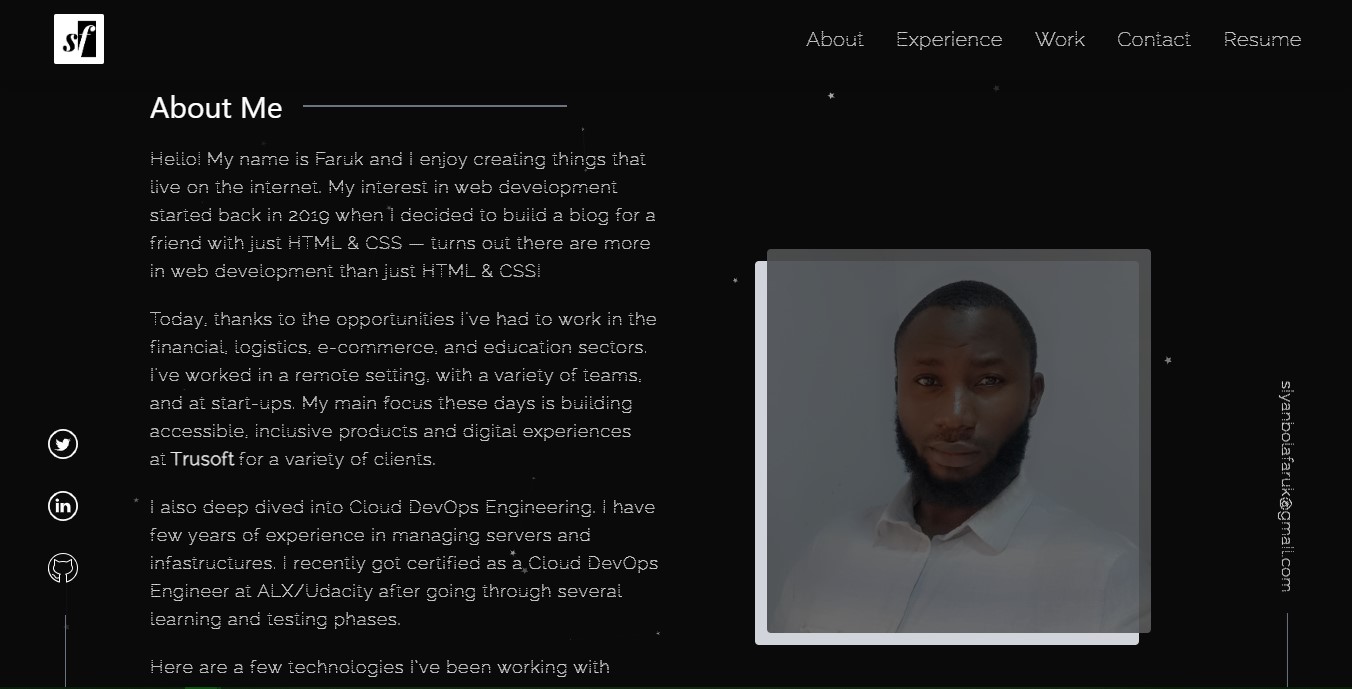 sf
About
Experience
Work
Contact
Resume
About Me
Hello! My name is Faruk and I enjoy creating things that
live on the internet. My interest in web development
started back in 2019 when I decided to build a blog for a
friend with just HTML & CSS — turns out there are more
in web development than just HTML & CSS!
Today, thanks to the opportunities I've had to work in the
financial, logistics, e-commerce, and education sectors.
I've worked in a remote setting, with a variety of teams,
and at start-ups. My main focus these days is building
accessible, inclusive products and digital experiences
at Trusoft for a variety of clients.
I also deep dived into Cloud DevOps Engineering. I have
few years of experience in managing servers and
infastructures. I recently got certified as a Cloud DevOps
Engineer at ALX/Udacity after going through several
learning and testing phases.
Here are a few technologies I've been working with
in
siyanbolafaruk@gmail.com